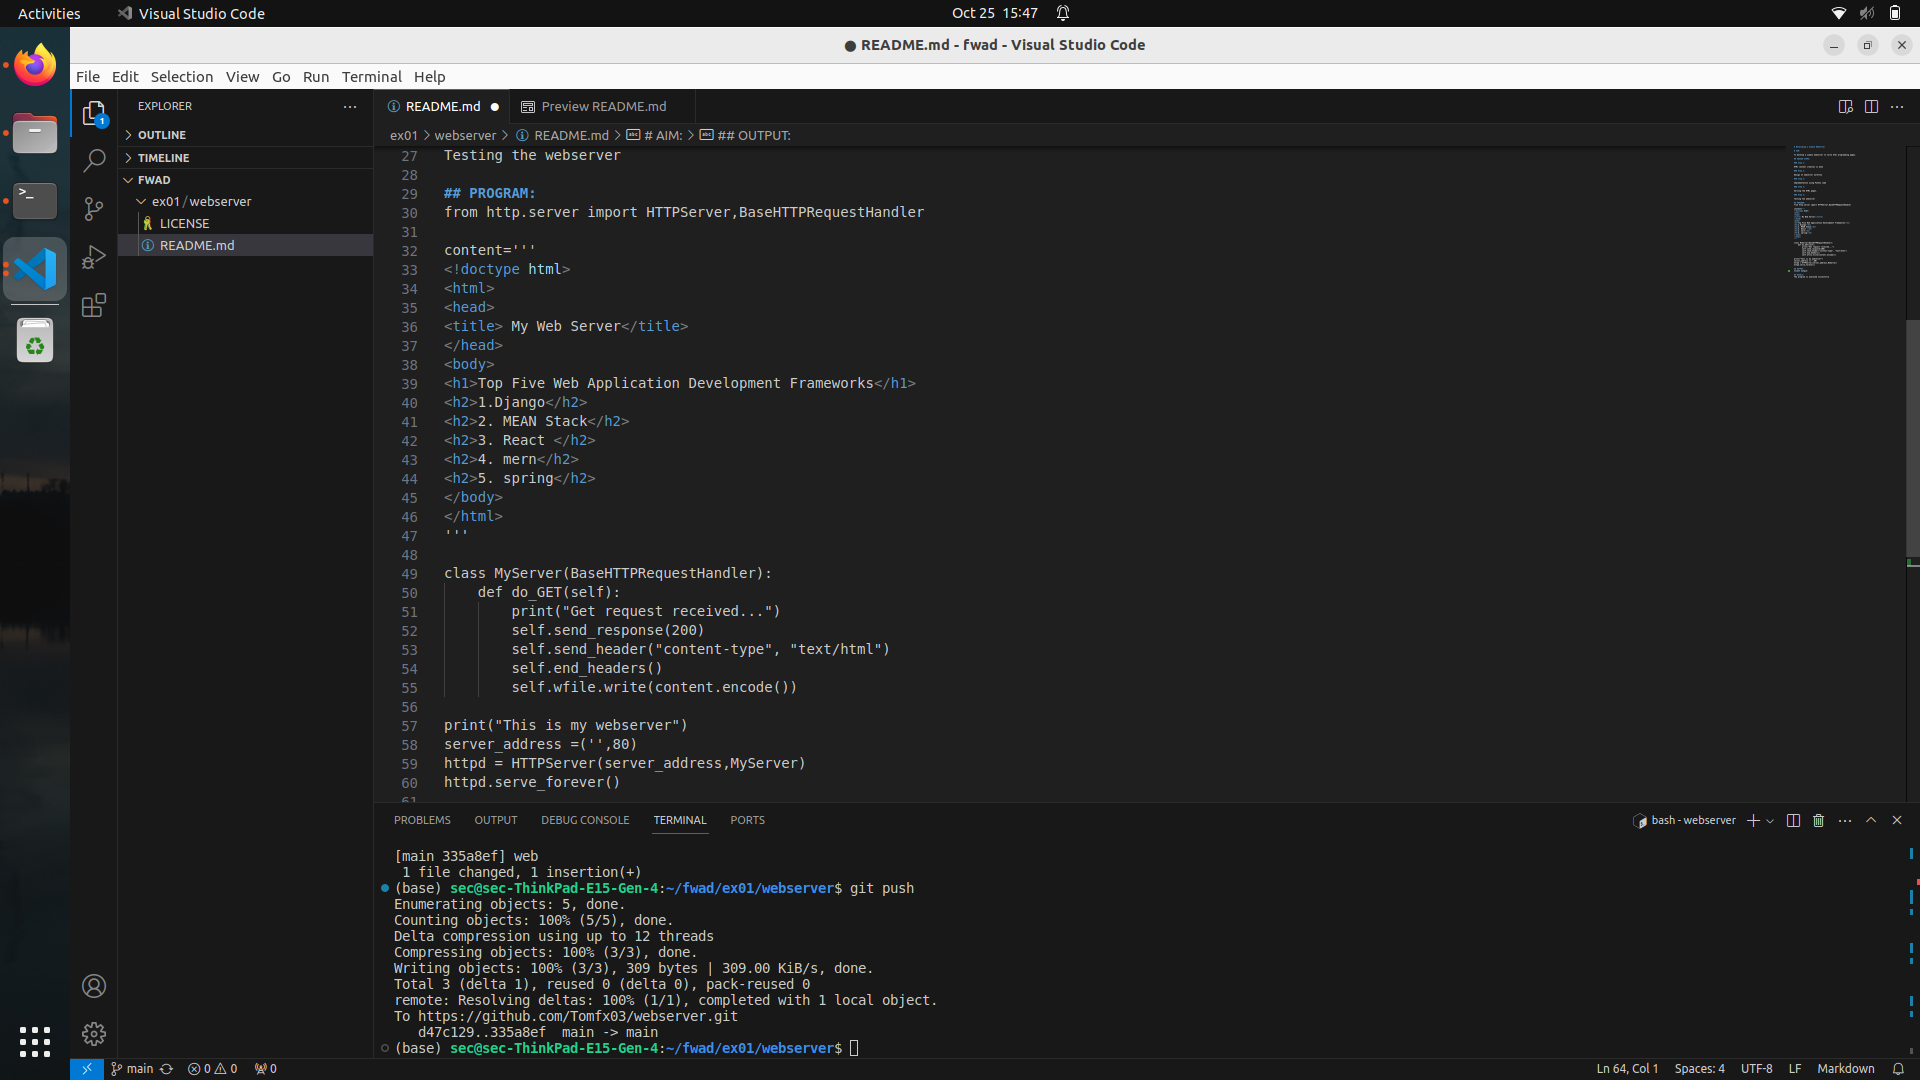 Activities
Visual Studio Code
Oct 25 15:47
README.md - fwad - Visual Studio Code
File Edit Selection View Go Run Terminal Help
EXPLORER
OUTLINE
TIMELINE
FWAD
ex01 / webserver
LICENSE
README.md
1
README.md
Preview README.md
ex01 > webserver > README.md > # AIM: > ## OUTPUT:
27 Testing the webserver
28
29 ## PROGRAM:
30 from http.server import HTTPServer,BaseHTTPRequestHandler
31
32 content='''
33 <!doctype html>
34 <html>
35 <head>
36 <title> My Web Server</title>
37 </head>
38 <body>
39 <h1>Top Five Web Application Development Frameworks</h1>
40 <h2>1.Django</h2>
41 <h2>2. MEAN Stack</h2>
42 <h2>3. React </h2>
43 <h2>4. mern</h2>
44 <h2>5. spring</h2>
45 </body>
46 </html>
47 '''
48
49 class MyServer(BaseHTTPRequestHandler):
50     def do_GET(self):
51         print("Get request received...")
52         self.send_response(200)
53         self.send_header("content-type", "text/html")
54         self.end_headers()
55         self.wfile.write(content.encode())
56
57 print("This is my webserver")
58 server_address =('',80)
59 httpd = HTTPServer(server_address,MyServer)
60 httpd.serve_forever()
61
PROBLEMS OUTPUT DEBUG CONSOLE TERMINAL PORTS
bash - webserver
[main 335a8ef] web
 1 file changed, 1 insertion(+)
(base) sec@sec-ThinkPad-E15-Gen-4:~/fwad/ex01/webserver$ git push
Enumerating objects: 5, done.
Counting objects: 100% (5/5), done.
Delta compression using up to 12 threads
Compressing objects: 100% (3/3), done.
Writing objects: 100% (3/3), 309 bytes | 309.00 KiB/s, done.
Total 3 (delta 1), reused 0 (delta 0), pack-reused 0
remote: Resolving deltas: 100% (1/1), completed with 1 local object.
To https://github.com/Tomfx03/webserver.git
   d47c129..335a8ef  main -> main
(base) sec@sec-ThinkPad-E15-Gen-4:~/fwad/ex01/webserver$
main 0 0 0
Ln 64, Col 1 Spaces: 4 UTF-8 LF Markdown